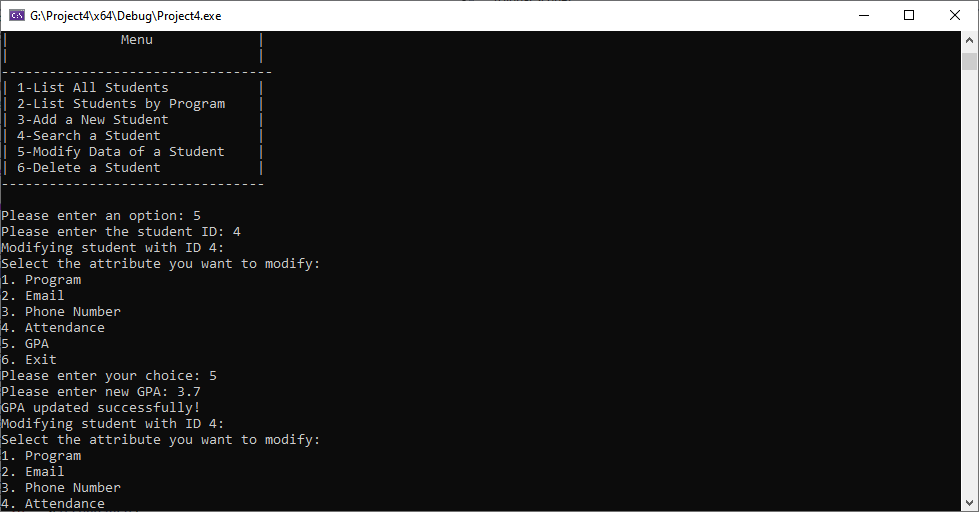 G:\Project4\x64\Debug\Project4.exe
| Menu |
| |
----------------------------------
| 1-List All Students |
| 2-List Students by Program |
| 3-Add a New Student |
| 4-Search a Student |
| 5-Modify Data of a Student |
| 6-Delete a Student |
---------------------------------
Please enter an option: 5
Please enter the student ID: 4
Modifying student with ID 4:
Select the attribute you want to modify:
1. Program
2. Email
3. Phone Number
4. Attendance
5. GPA
6. Exit
Please enter your choice: 5
Please enter new GPA: 3.7
GPA updated successfully!
Modifying student with ID 4:
Select the attribute you want to modify:
1. Program
2. Email
3. Phone Number
4. Attendance